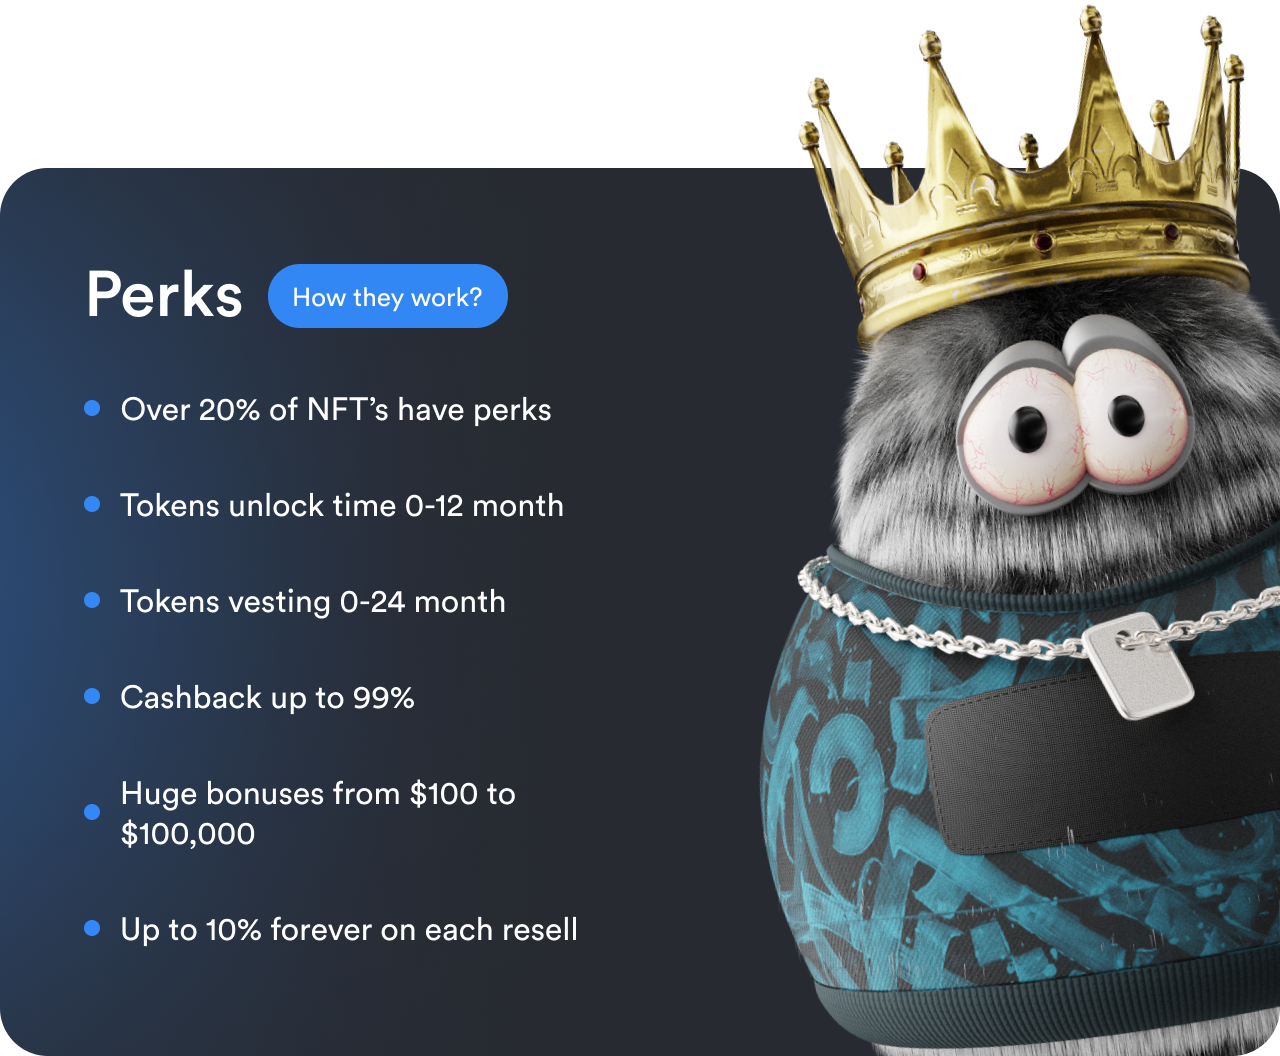 Perks
How they work?
Over 20% of NFT’s have perks
Tokens unlock time 0-12 month
Tokens vesting 0-24 month
Cashback up to 99%
Huge bonuses from $100 to
$100,000
Up to 10% forever on each resell